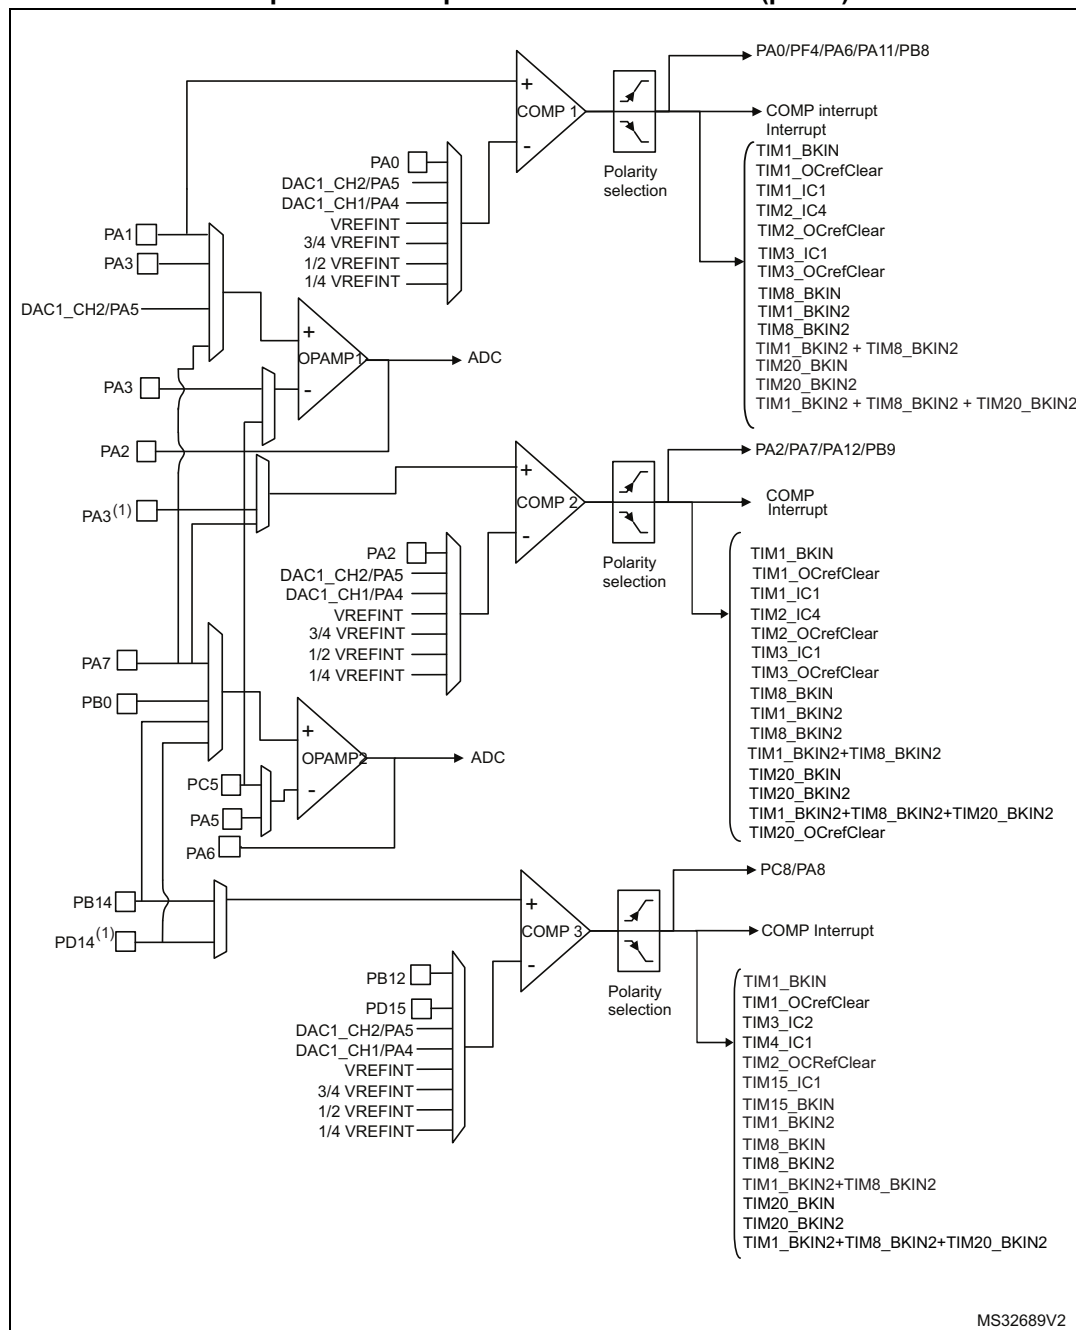 PA0/PF4/PA6/PA11/PB8
+
COMP 1
-
COMP interrupt
Interrupt
Polarity
selection
PA0
DAC1_CH2/PA5
DAC1_CH1/PA4
VREFINT
3/4 VREFINT
1/2 VREFINT
1/4 VREFINT
TIM1_BKIN
TIM1_OCrefClear
TIM1_IC1
TIM2_IC4
TIM2_OCrefClear
TIM3_IC1
TIM3_OCrefClear
TIM8_BKIN
TIM1_BKIN2
TIM8_BKIN2
TIM1_BKIN2 + TIM8_BKIN2
TIM20_BKIN
TIM20_BKIN2
TIM1_BKIN2 + TIM8_BKIN2 + TIM20_BKIN2
PA1
PA3
DAC1_CH2/PA5
+
OPAMP1
-
ADC
PA3
PA2
PA3(1)
PA2/PA7/PA12/PB9
+
COMP 2
-
COMP
Interrupt
Polarity
selection
PA2
DAC1_CH2/PA5
DAC1_CH1/PA4
VREFINT
3/4 VREFINT
1/2 VREFINT
1/4 VREFINT
TIM1_BKIN
TIM1_OCrefClear
TIM1_IC1
TIM2_IC4
TIM2_OCrefClear
TIM3_IC1
TIM3_OCrefClear
TIM8_BKIN
TIM1_BKIN2
TIM8_BKIN2
TIM1_BKIN2+TIM8_BKIN2
TIM20_BKIN
TIM20_BKIN2
TIM1_BKIN2+TIM8_BKIN2+TIM20_BKIN2
TIM20_OCrefClear
PA7
PB0
+
OPAMP2
-
ADC
PC5
PA5
PA6
PB14
PD14(1)
PC8/PA8
+
COMP 3
-
COMP Interrupt
Polarity
selection
PB12
PD15
DAC1_CH2/PA5
DAC1_CH1/PA4
VREFINT
3/4 VREFINT
1/2 VREFINT
1/4 VREFINT
TIM1_BKIN
TIM1_OCrefClear
TIM3_IC2
TIM4_IC1
TIM2_OCRefClear
TIM15_IC1
TIM15_BKIN
TIM1_BKIN2
TIM8_BKIN
TIM8_BKIN2
TIM1_BKIN2+TIM8_BKIN2
TIM20_BKIN
TIM20_BKIN2
TIM1_BKIN2+TIM8_BKIN2+TIM20_BKIN2
MS32689V2